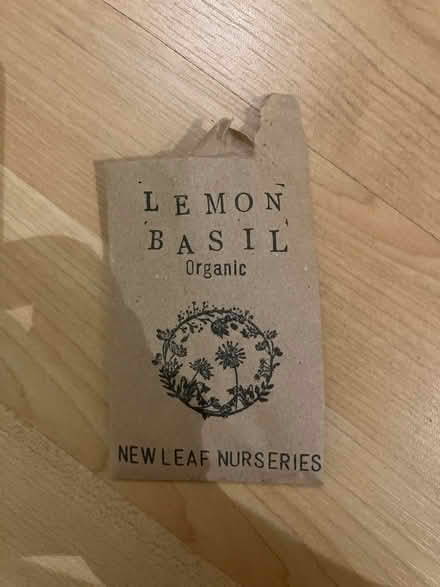 LEMON
BASIL
Organic
NEW LEAF NURSERIES